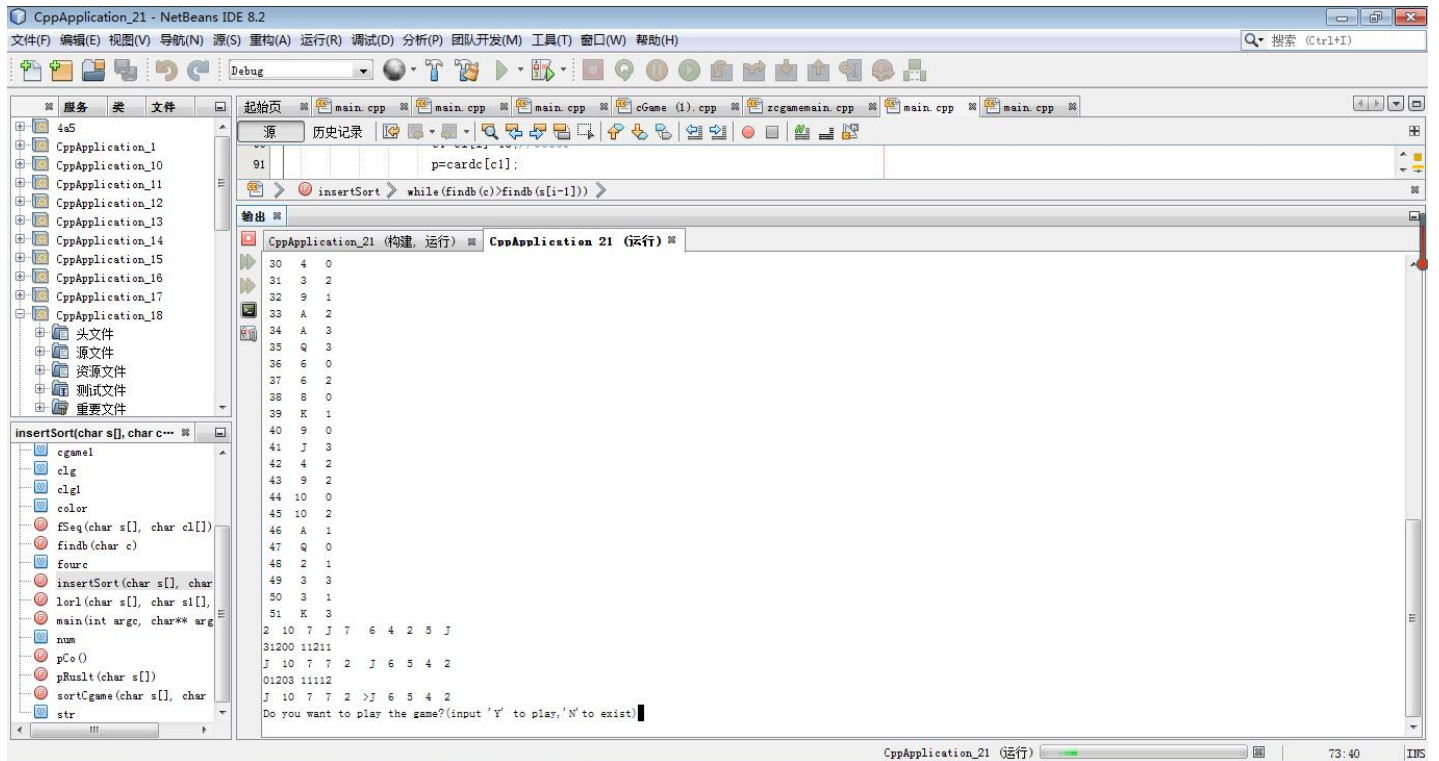 CppApplication_21 - NetBeans IDE 8.2
文件(F) 编辑(E) 视图(V) 导航(N) 源(S) 重构(A) 运行(R) 调试(D) 分析(P) 团队开发(M) 工具(T) 窗口(W) 帮助(H)
搜索 (Ctrl+I)
Debug
服务 类 文件
起始页 main.cpp main.cpp main.cpp cGame (1).cpp zcgamemain.cpp main.cpp main.cpp
源 历史记录
4a5
CppApplication_1
CppApplication_10
CppApplication_11
CppApplication_12
CppApplication_13
CppApplication_14
CppApplication_15
CppApplication_16
CppApplication_17
CppApplication_18
头文件
源文件
资源文件
测试文件
重要文件
91 p=cardc[c1];
insertSort while(findb(c)>findb(s[i-1]))
输出
CppApplication_21 (构建, 运行) CppApplication_21 (运行)
30 4 0
31 3 2
32 9 1
33 A 2
34 A 3
35 Q 3
36 6 0
37 6 2
38 8 0
39 K 1
40 9 0
41 J 3
42 4 2
43 9 2
44 10 0
45 10 2
46 A 1
47 Q 0
48 2 1
49 3 3
50 3 1
51 K 3
2 10 7 J 7 6 4 2 5 J
31200 11211
J 10 7 7 2 J 6 5 4 2
01203 11112
J 10 7 7 2 >J 6 5 4 2
Do you want to play the game?(input 'Y' to play,'N'to exist)
insertSort(char s[], char c···
cgame1
clg
clg1
color
fSeq(char s[], char cl[])
findb(char c)
fourc
insertSort(char s[], char
lorl(char s[], char s1[],
main(int argc, char** arg
num
pCo()
pRuslt(char s[])
sortCgame(char s[], char
str
CppApplication_21 (运行)
73:40
INS